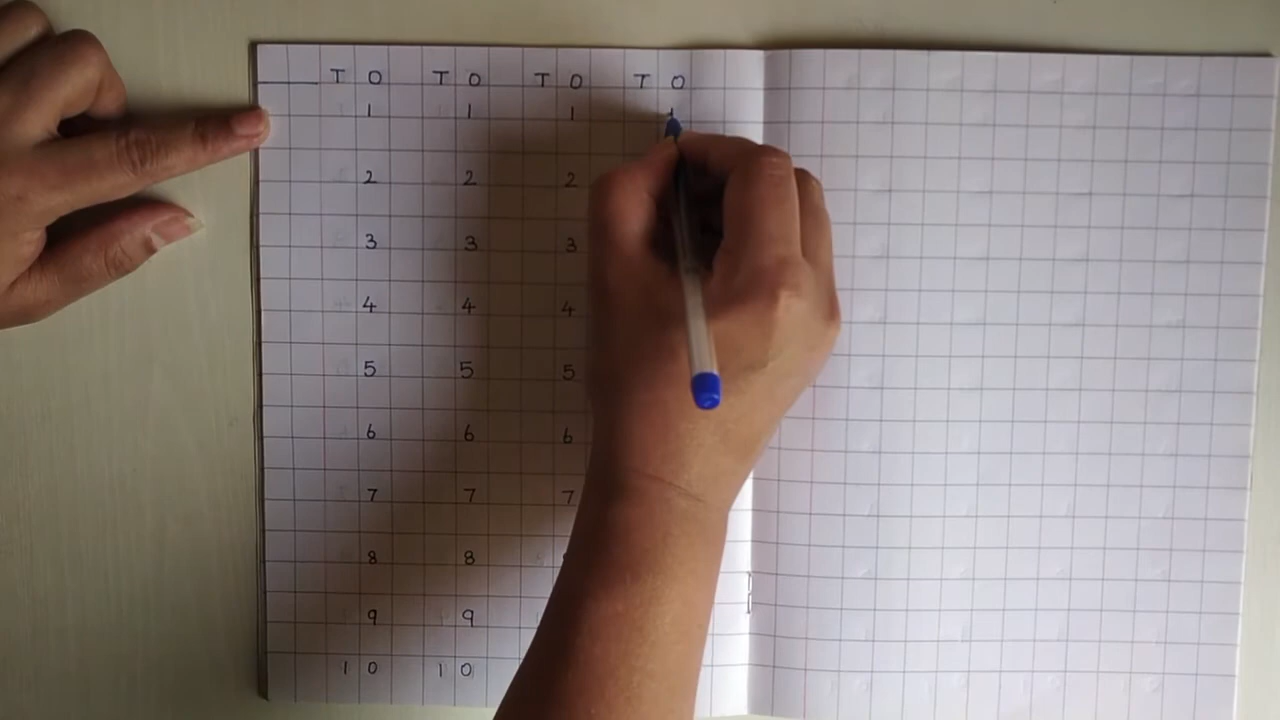 T O T O T O T O
1 1 1 1
2 2 2
3 3 3
4 4 4
5 5 5
6 6 6
7 7 7
8 8
9 9
10 10